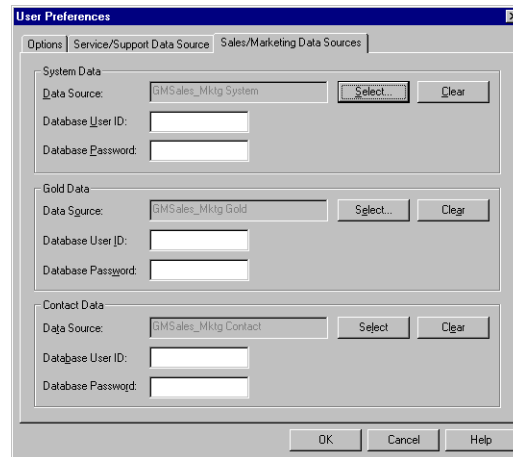 User Preferences
Options Service/Support Data Source Sales/Marketing Data Sources
System Data
Data Source: GMSales_Mktg System Select... Clear
Database User ID:
Database Password:
Gold Data
Data Source: GMSales_Mktg Gold Select... Clear
Database User ID:
Database Password:
Contact Data
Data Source: GMSales_Mktg Contact Select Clear
Database User ID:
Database Password:
OK Cancel Help